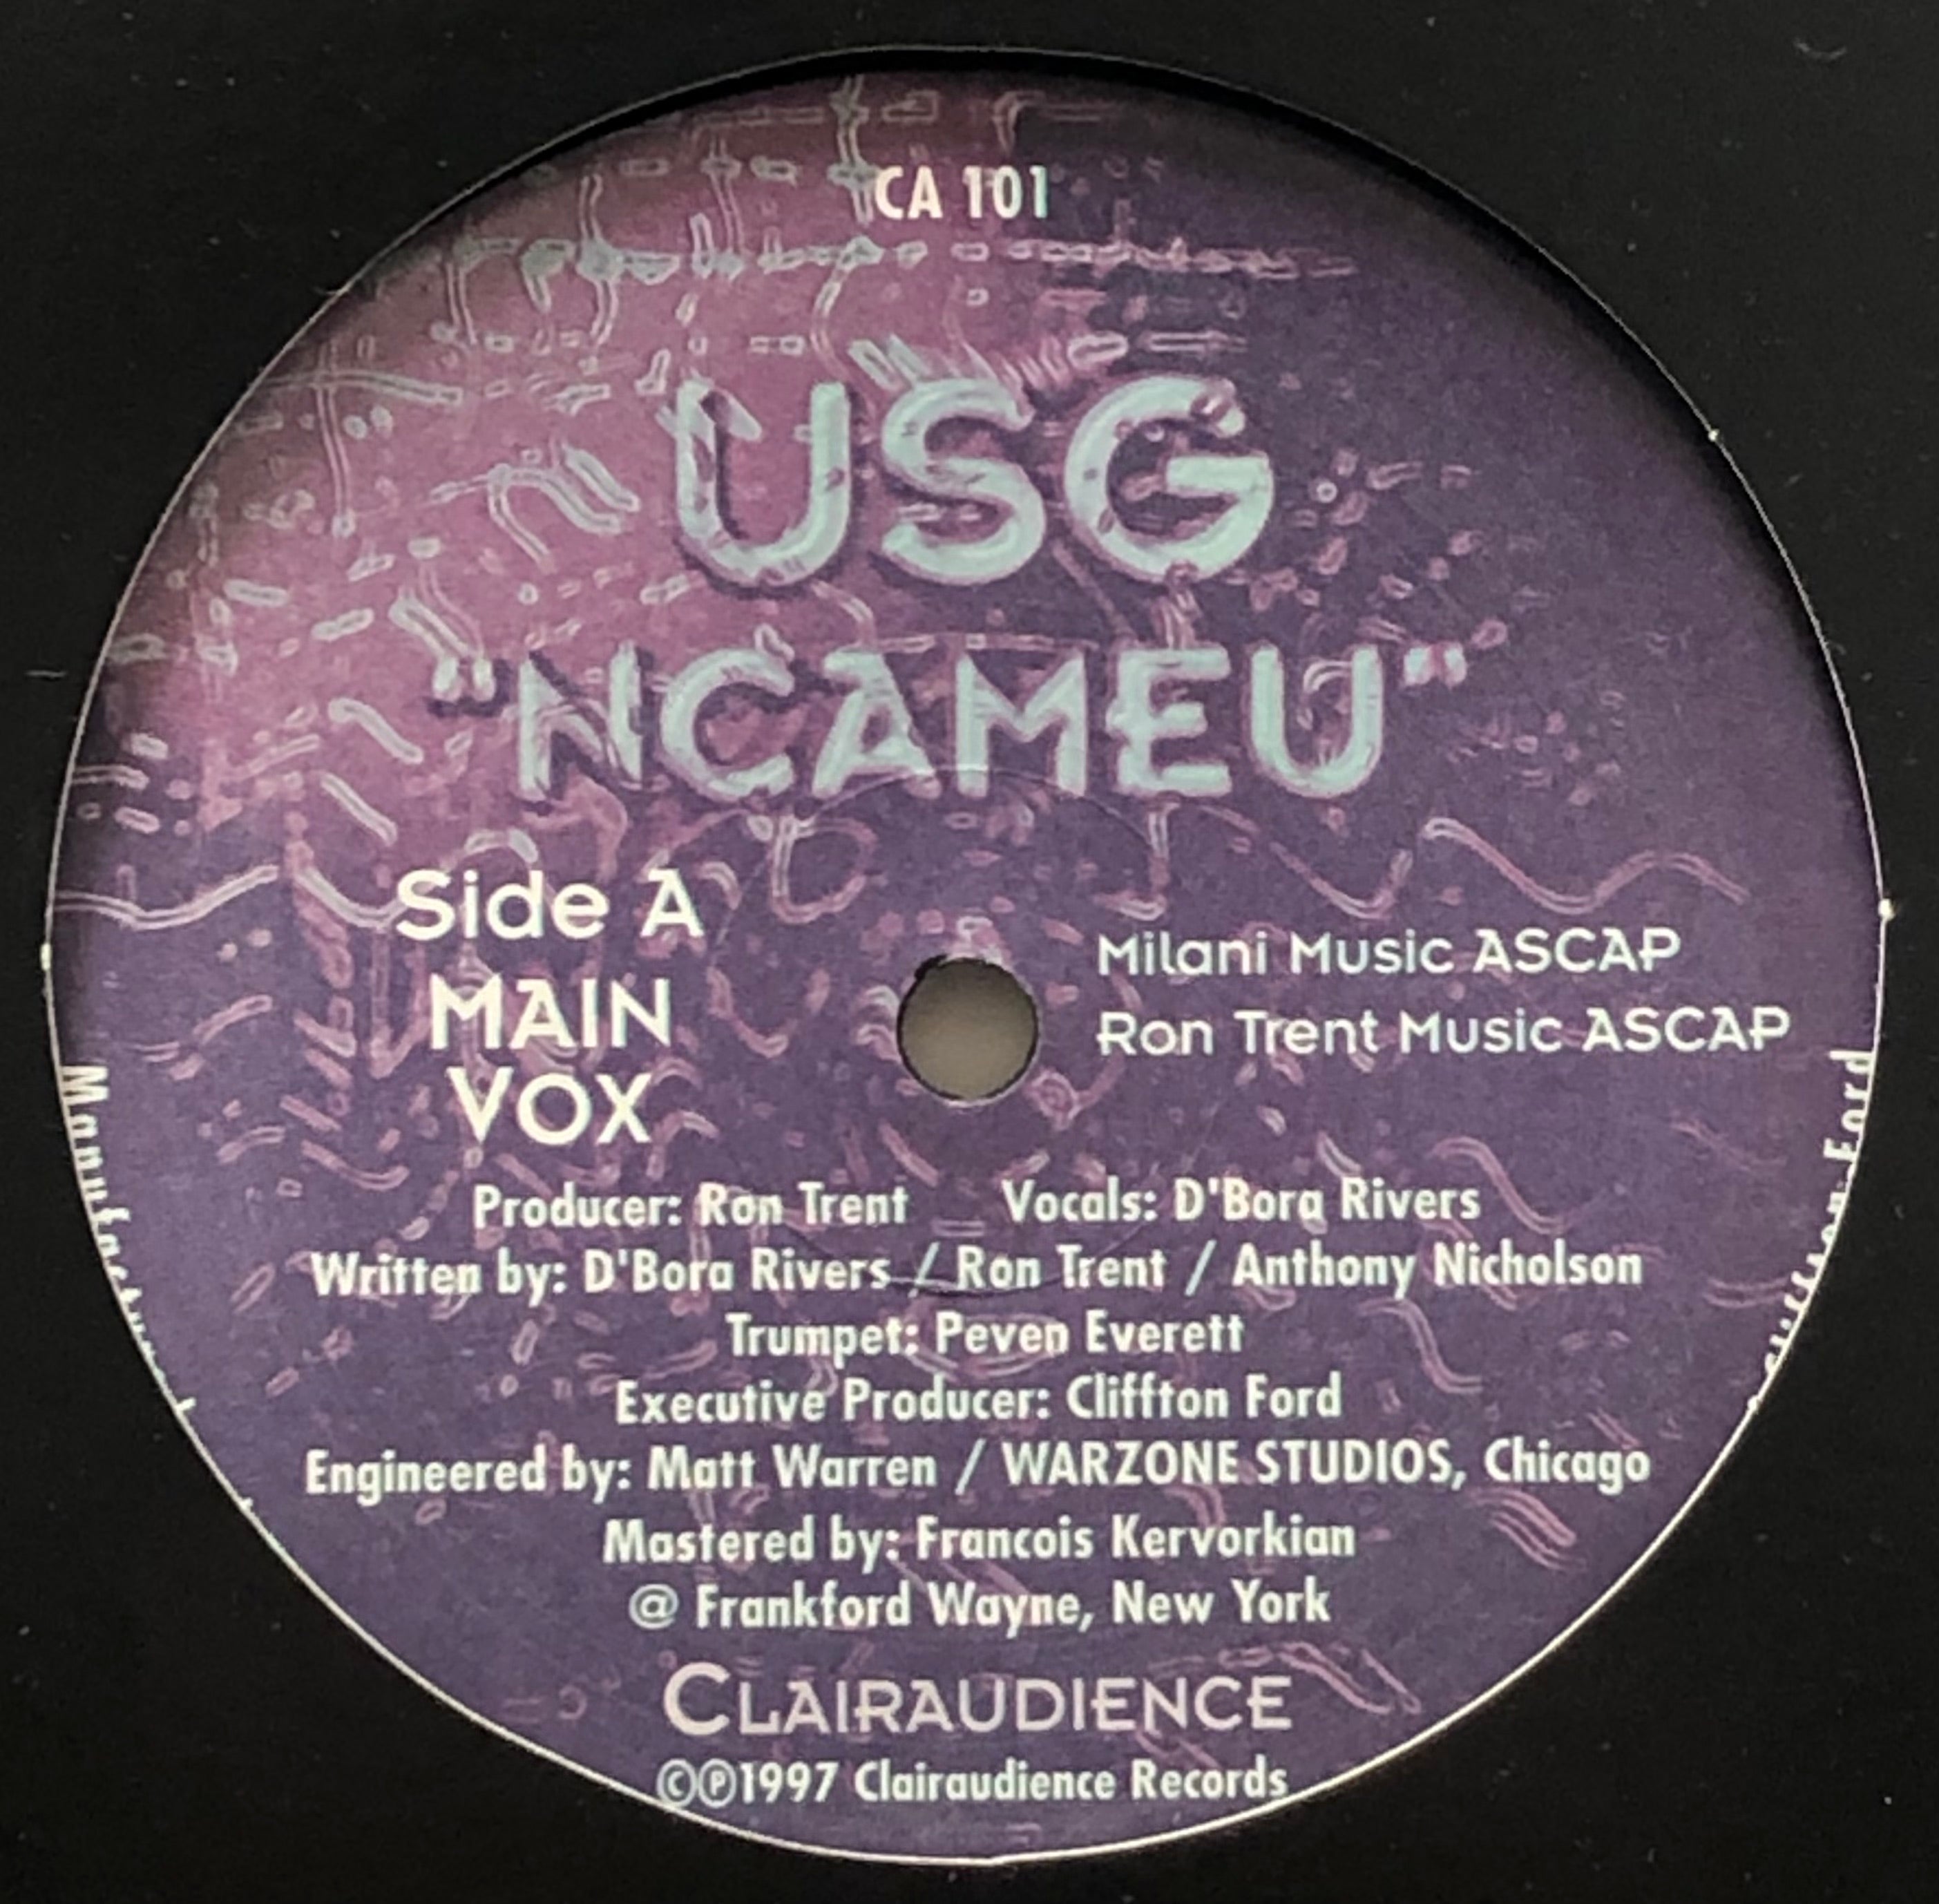 CA 101
USG
"NCAMEU"
Side A
MAIN
VOX
Milani Music ASCAP
Ron Trent Music ASCAP
Producer: Ron Trent Vocals: D'Bora Rivers
Written by: D'Bora Rivers / Ron Trent / Anthony Nicholson
Trumpet: Peven Everett
Executive Producer: Cliffton Ford
Engineered by: Matt Warren / WARZONE STUDIOS, Chicago
Mastered by: Francois Kervorkian
@ Frankford Wayne, New York
CLAIRAUDIENCE
©℗1997 Clairaudience Records
Ford